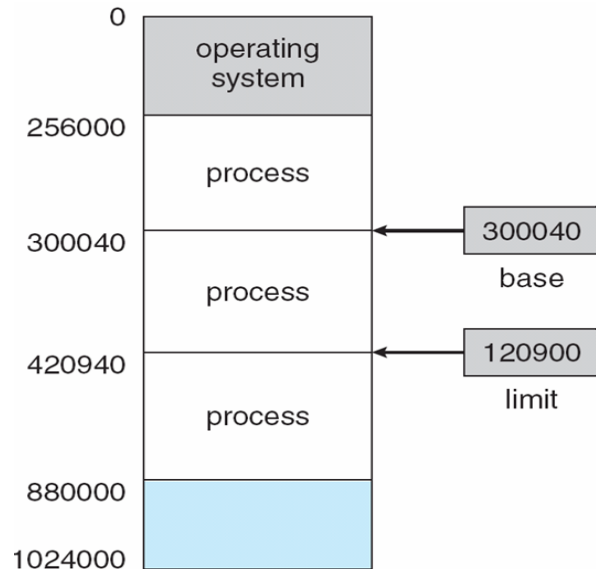 0
operating
system
256000
process
300040
300040
base
process
420940
120900
limit
process
880000
1024000